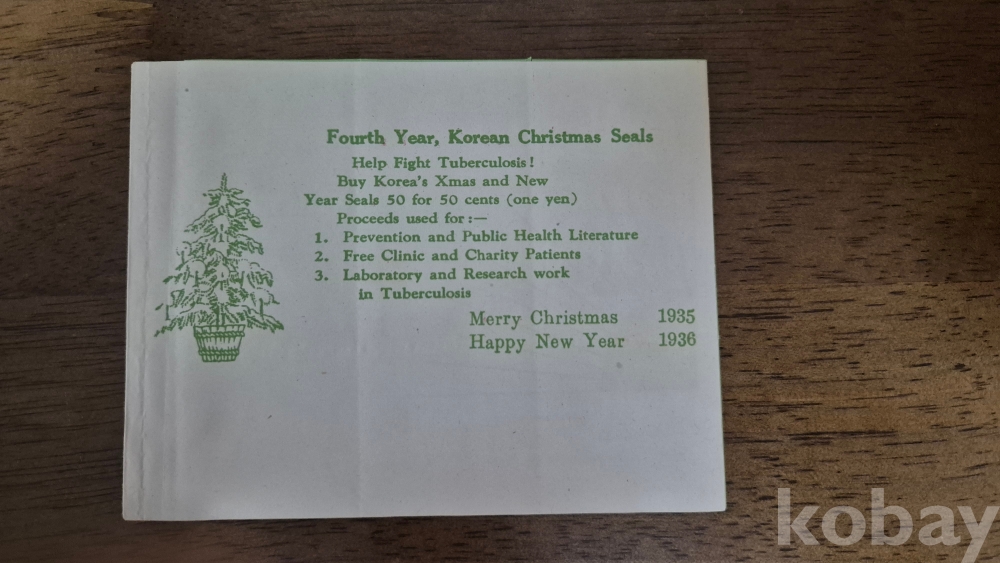 Fourth Year, Korean Christmas Seals
Help Fight Tuberculosis!
Buy Korea's Xmas and New
Year Seals 50 for 50 cents (one yen)
Proceeds used for:—
1. Prevention and Public Health Literature
2. Free Clinic and Charity Patients
3. Laboratory and Research work
in Tuberculosis
Merry Christmas 1935
Happy New Year 1936
kobay